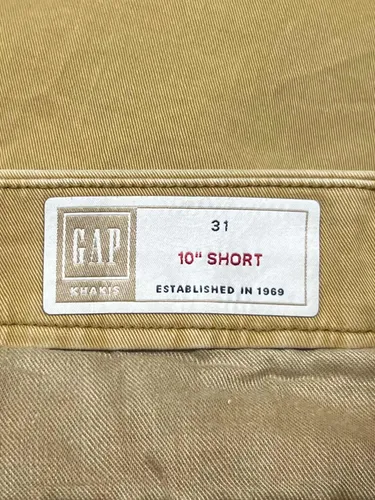 GAP
KHAKIS
31
10" SHORT
ESTABLISHED IN 1969